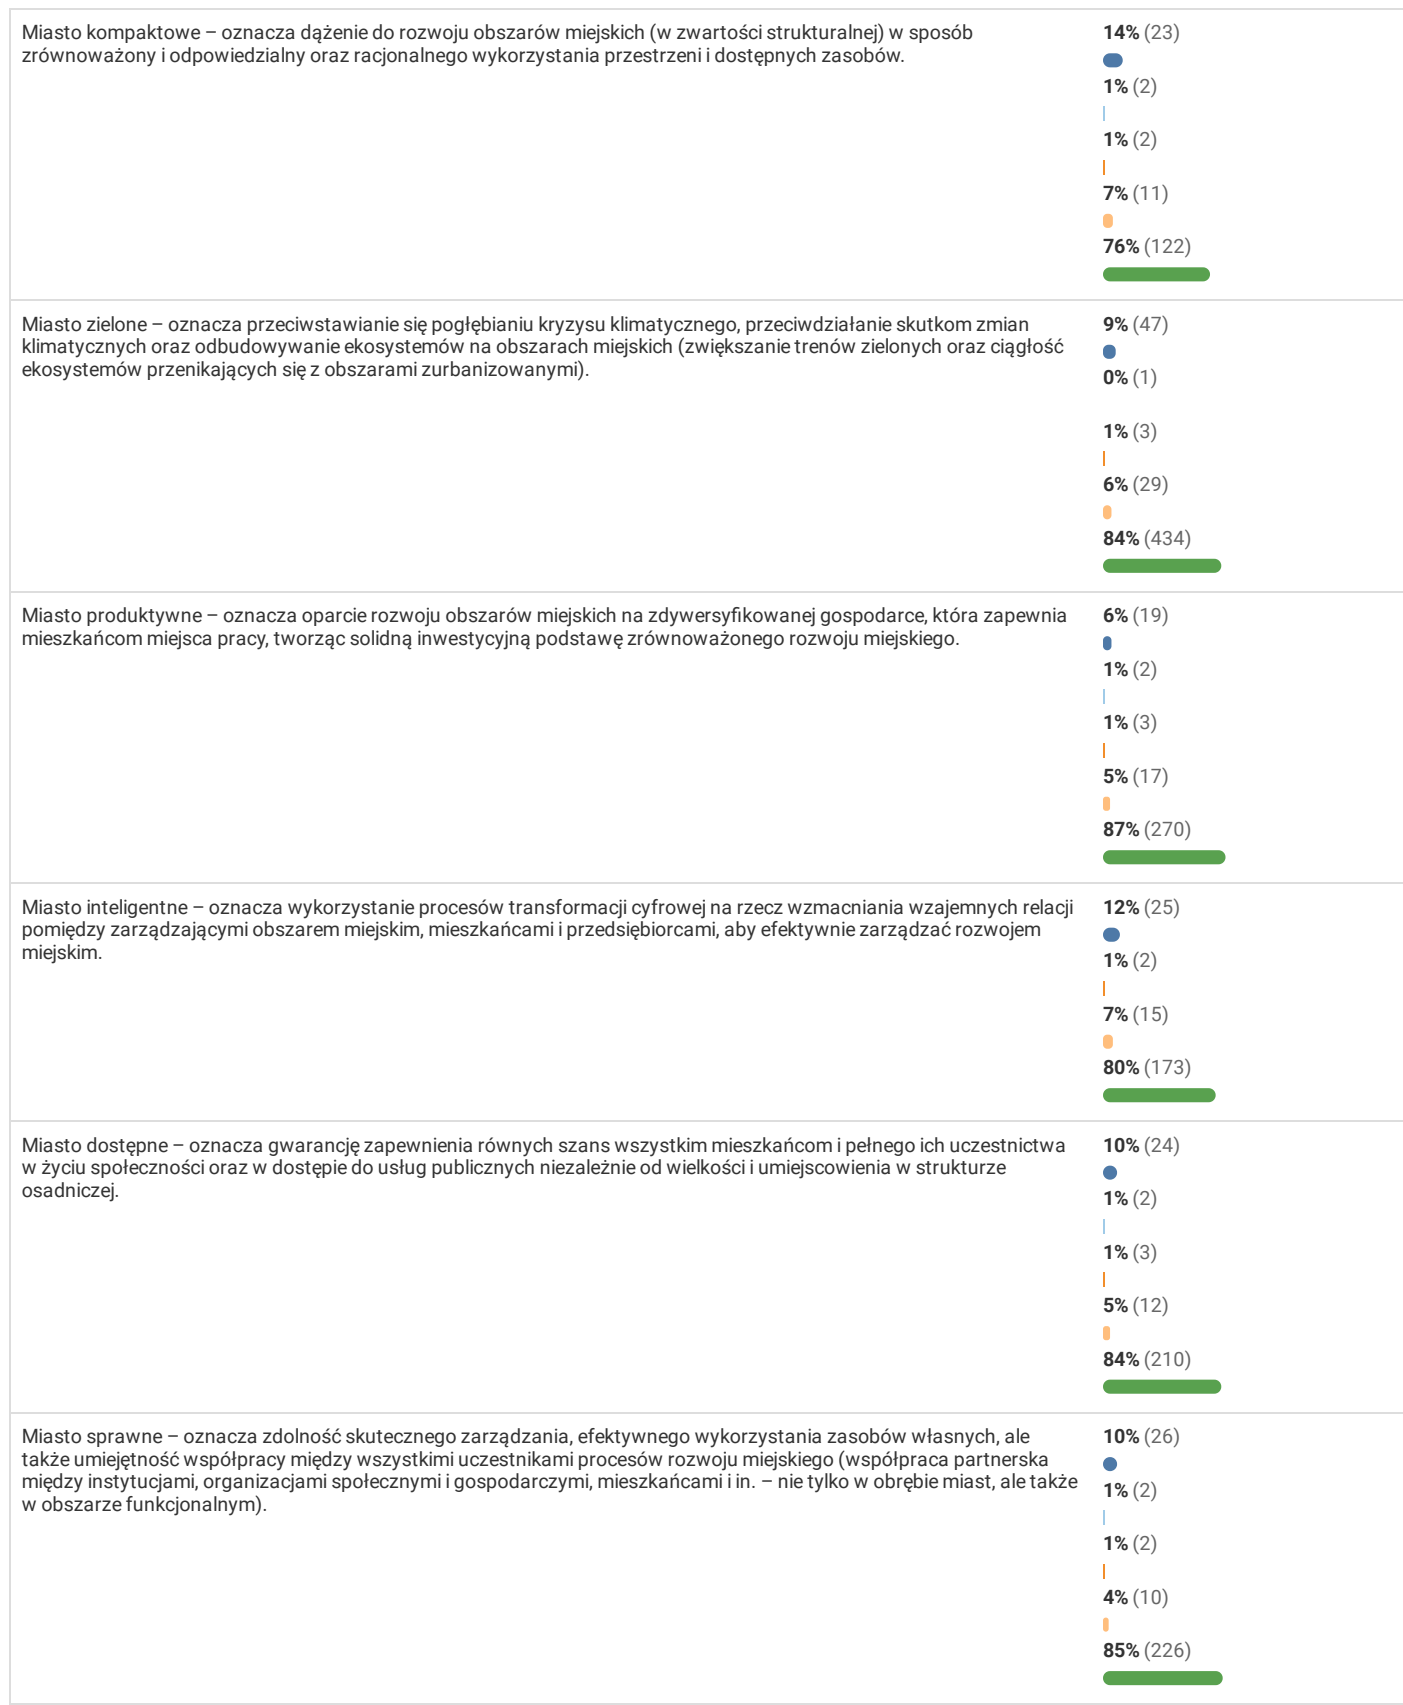 Miasto kompaktowe – oznacza dążenie do rozwoju obszarów miejskich (w zwartości strukturalnej) w sposób
zrównoważony i odpowiedzialny oraz racjonalnego wykorzystania przestrzeni i dostępnych zasobów.
14% (23)
1% (2)
1% (2)
7% (11)
76% (122)
Miasto zielone – oznacza przeciwstawianie się pogłębianiu kryzysu klimatycznego, przeciwdziałanie skutkom zmian
klimatycznych oraz odbudowywanie ekosystemów na obszarach miejskich (zwiększanie trenów zielonych oraz ciągłość
ekosystemów przenikających się z obszarami zurbanizowanymi).
9% (47)
0% (1)
1% (3)
6% (29)
84% (434)
Miasto produktywne – oznacza oparcie rozwoju obszarów miejskich na zdywersyfikowanej gospodarce, która zapewnia
mieszkańcom miejsca pracy, tworząc solidną inwestycyjną podstawę zrównoważonego rozwoju miejskiego.
6% (19)
1% (2)
1% (3)
5% (17)
87% (270)
Miasto inteligentne – oznacza wykorzystanie procesów transformacji cyfrowej na rzecz wzmacniania wzajemnych relacji
pomiędzy zarządzającymi obszarem miejskim, mieszkańcami i przedsiębiorcami, aby efektywnie zarządzać rozwojem
miejskim.
12% (25)
1% (2)
7% (15)
80% (173)
Miasto dostępne – oznacza gwarancję zapewnienia równych szans wszystkim mieszkańcom i pełnego ich uczestnictwa
w życiu społeczności oraz w dostępie do usług publicznych niezależnie od wielkości i umiejscowienia w strukturze
osadniczej.
10% (24)
1% (2)
1% (3)
5% (12)
84% (210)
Miasto sprawne – oznacza zdolność skutecznego zarządzania, efektywnego wykorzystania zasobów własnych, ale
także umiejętność współpracy między wszystkimi uczestnikami procesów rozwoju miejskiego (współpraca partnerska
między instytucjami, organizacjami społecznymi i gospodarczymi, mieszkańcami i in. – nie tylko w obrębie miast, ale także
w obszarze funkcjonalnym).
10% (26)
1% (2)
1% (2)
4% (10)
85% (226)